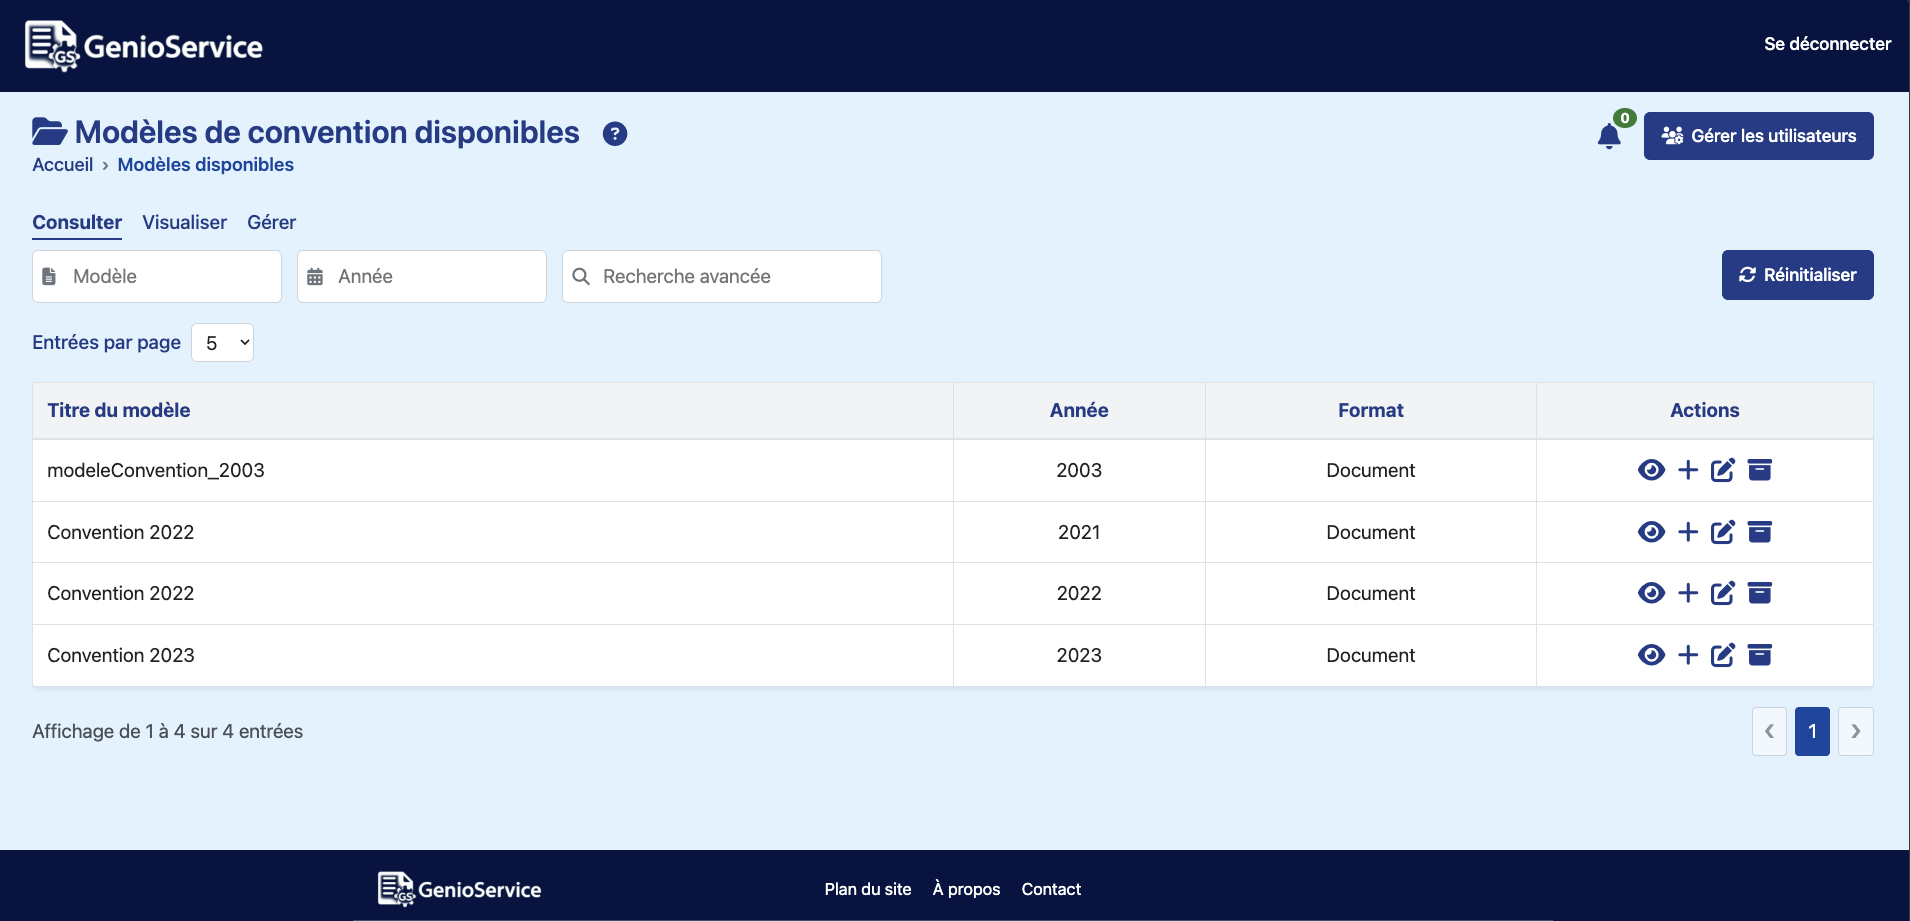 GS GenioService
Se déconnecter
Modèles de convention disponibles ?
0
Gérer les utilisateurs
Accueil › Modèles disponibles
Consulter Visualiser Gérer
Modèle Année Recherche avancée Réinitialiser
Entrées par page 5
Titre du modèle Année Format Actions
modeleConvention_2003 2003 Document
Convention 2022 2021 Document
Convention 2022 2022 Document
Convention 2023 2023 Document
Affichage de 1 à 4 sur 4 entrées ‹ 1 ›
GS GenioService Plan du site À propos Contact